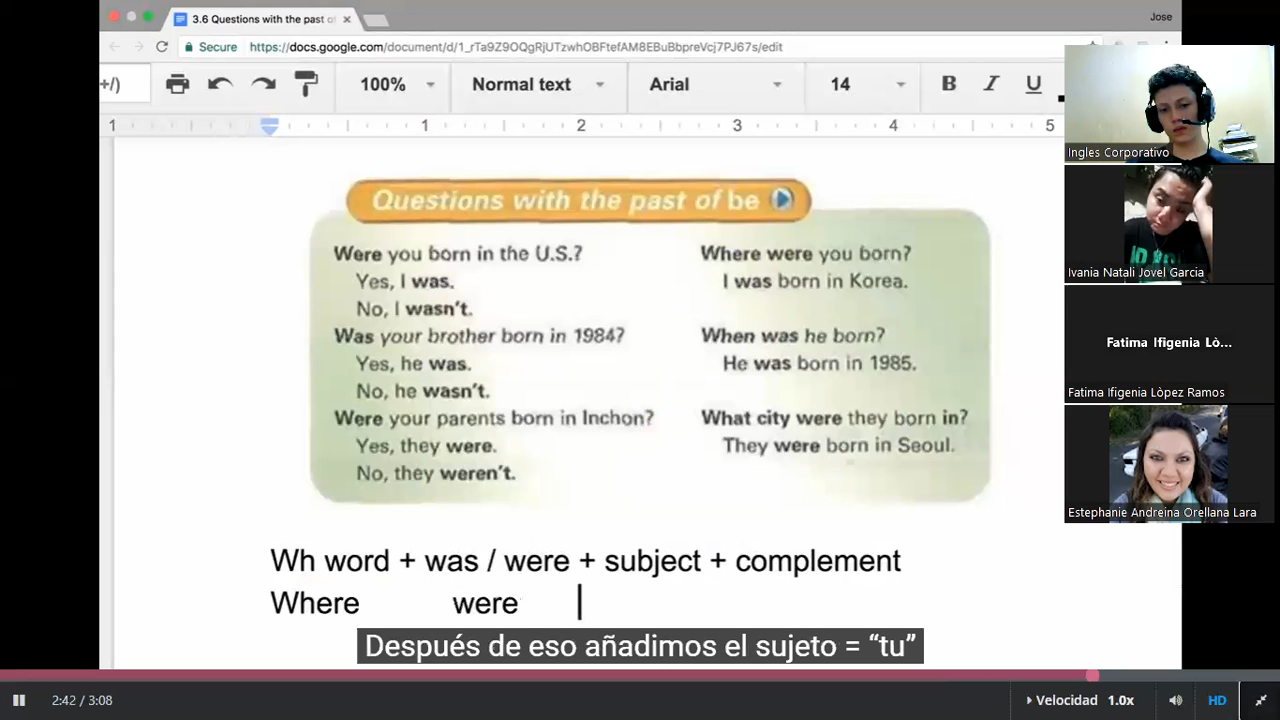 3.6 Questions with the past of
Jose
Secure https://docs.google.com/document/d/1_rTa9Z9OQgRjUTzwhOBFtefAM8EBuBbpreVcj7PJ67s/edit
+/) 100% Normal text Arial 14 B I U
1 1 2 3 4 5
Questions with the past of be
Were you born in the U.S.?
Yes, I was.
No, I wasn't.
Was your brother born in 1984?
Yes, he was.
No, he wasn't.
Were your parents born in Inchon?
Yes, they were.
No, they weren't.
Where were you born?
I was born in Korea.
When was he born?
He was born in 1985.
What city were they born in?
They were born in Seoul.
Wh word + was / were + subject + complement
Where were
Después de eso añadimos el sujeto = “tu”
Ingles Corporativo
Ivania Natali Jovel Garcia
Fatima Ifigenia Lò...
Fatima Ifigenia Lòpez Ramos
Estephanie Andreina Orellana Lara
2:42 / 3:08
Velocidad 1.0x HD